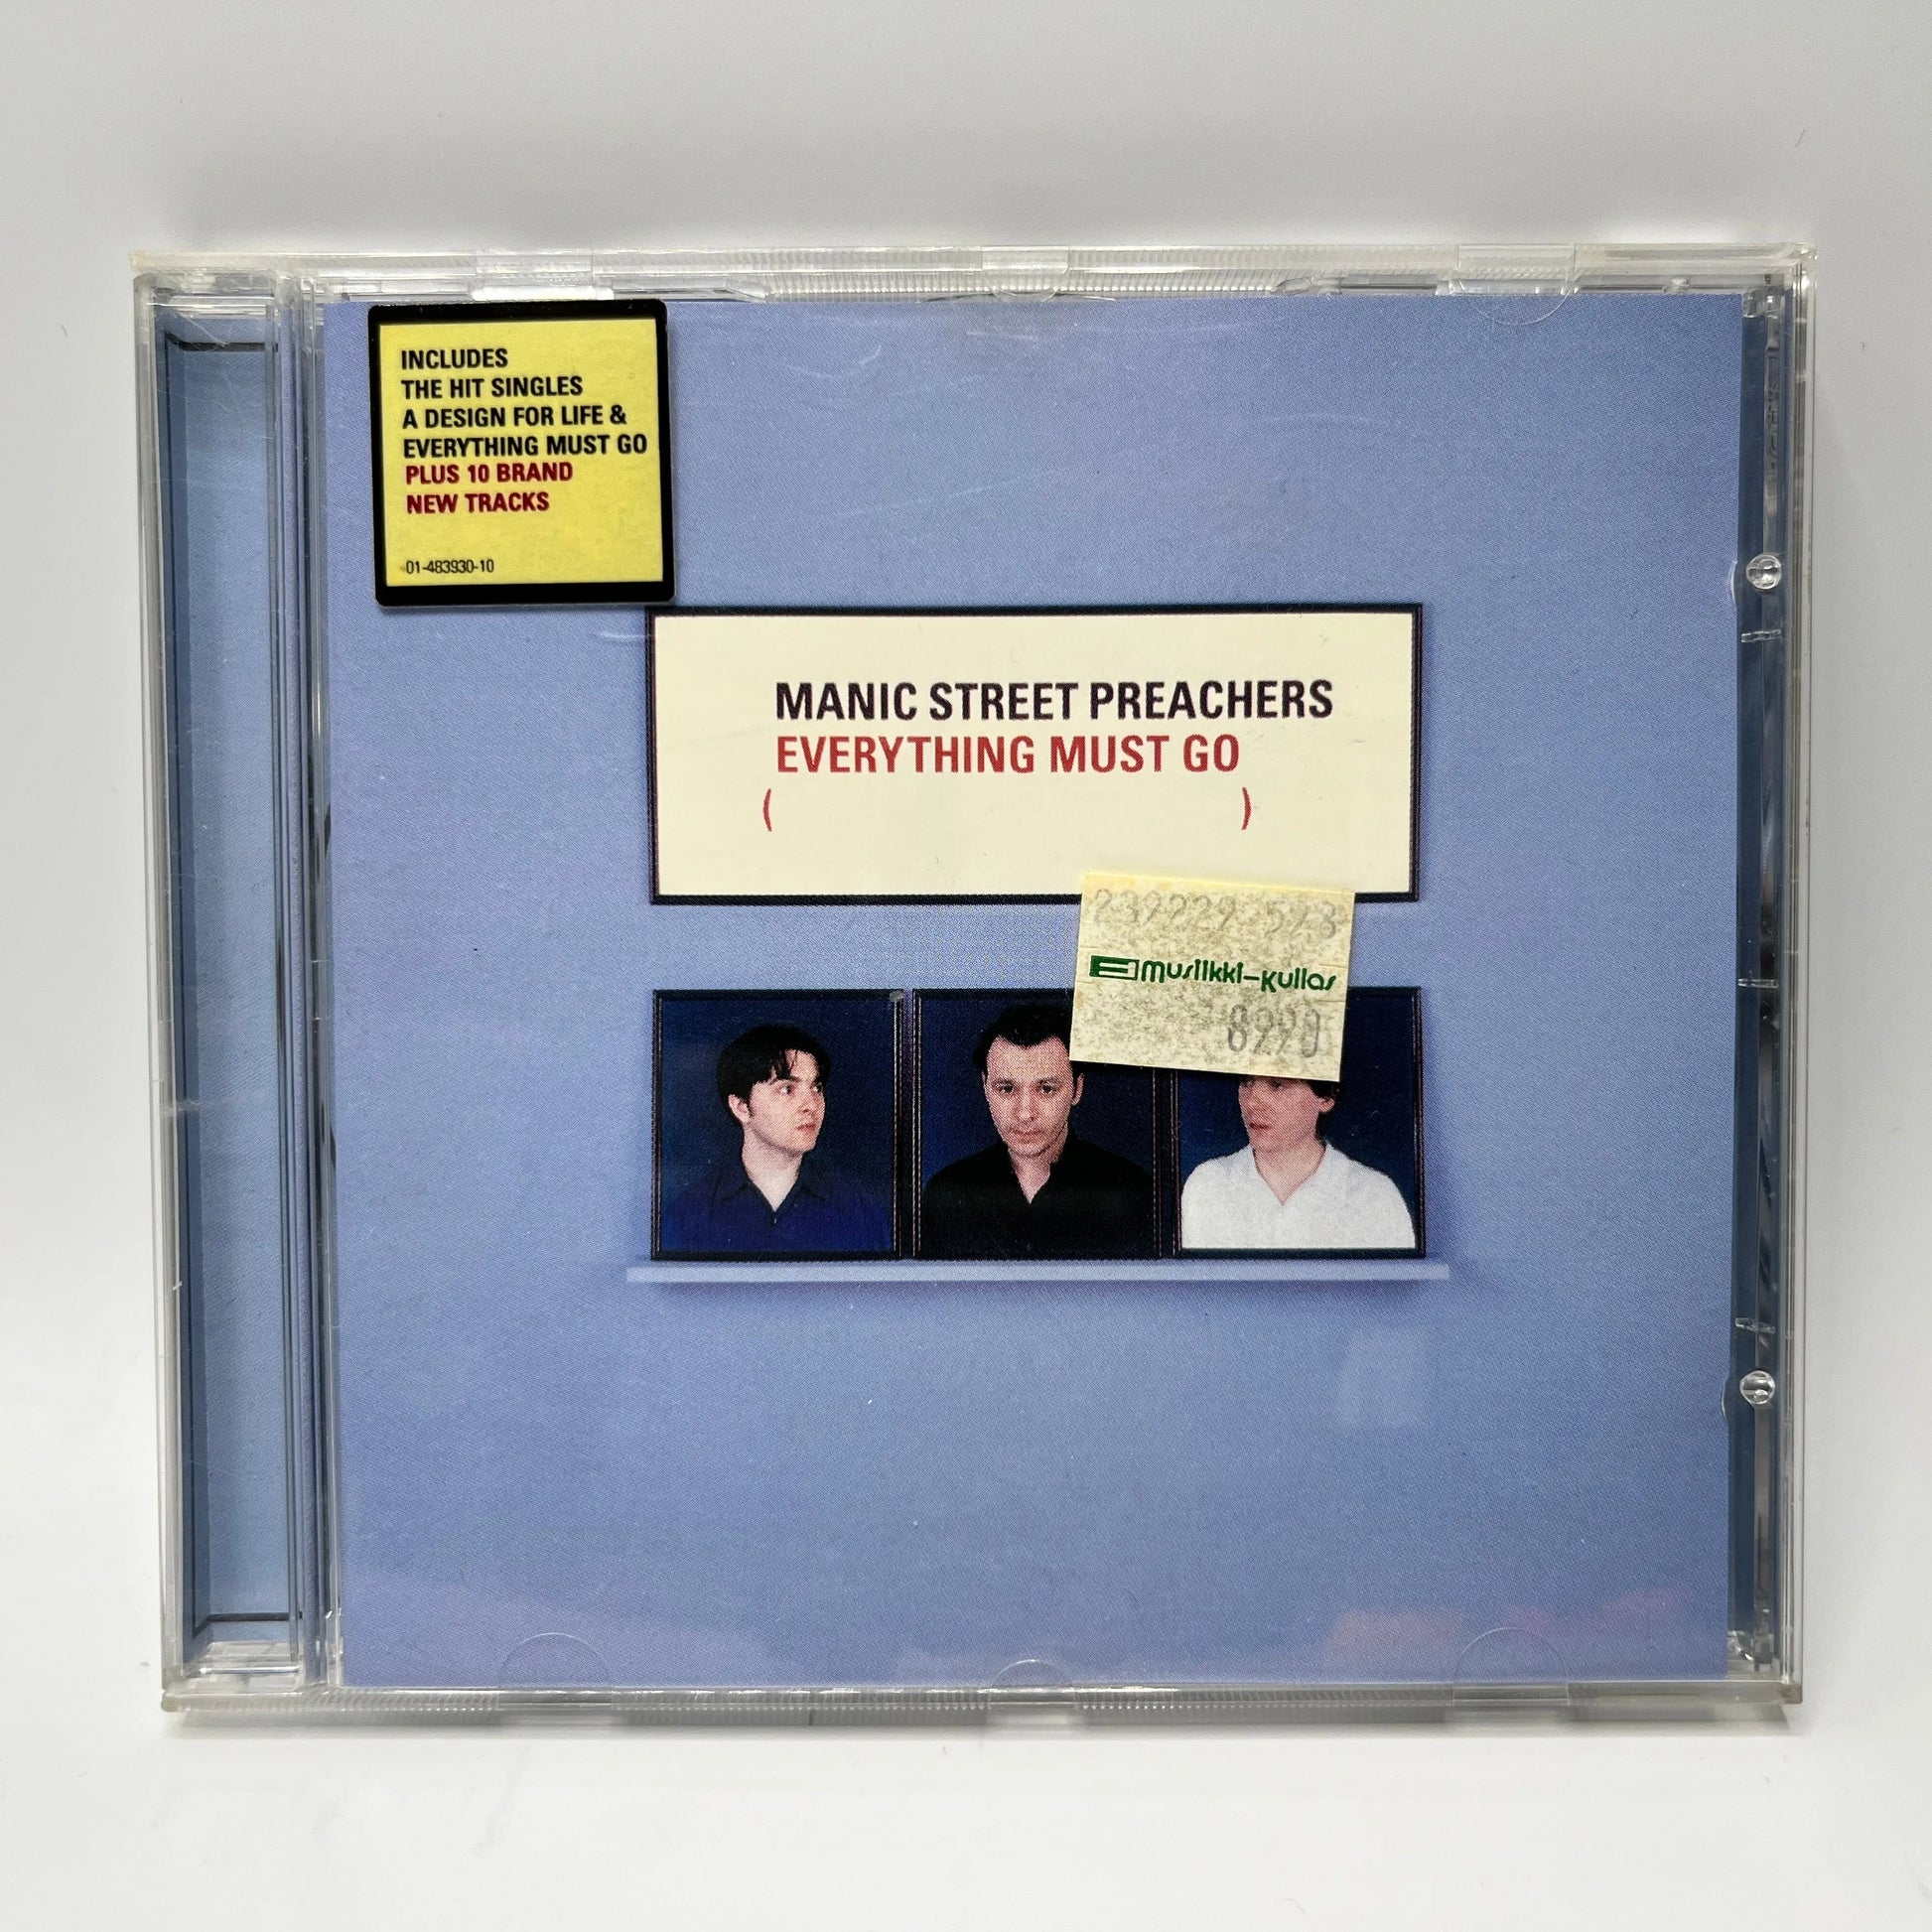 INCLUDES
THE HIT SINGLES
A DESIGN FOR LIFE &
EVERYTHING MUST GO
PLUS 10 BRAND
NEW TRACKS
01-483930-10
MANIC STREET PREACHERS
EVERYTHING MUST GO
( )
musiikki-kullas
8990